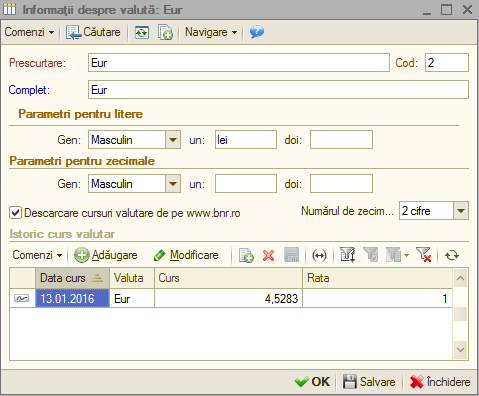 Informații despre valută: Eur
Comenzi Căutare Navigare
Prescurtare: Eur Cod: 2
Complet: Eur
Parametri pentru litere
Gen: Masculin un: lei doi:
Parametri pentru zecimale
Gen: Masculin un: doi:
Descarcare cursuri valutare de pe www.bnr.ro Numărul de zecim... 2 cifre
Istoric curs valutar
Comenzi Adăugare Modificare
Data curs Valuta Curs Rata
13.01.2016 Eur 4,5283 1
OK Salvare Închidere